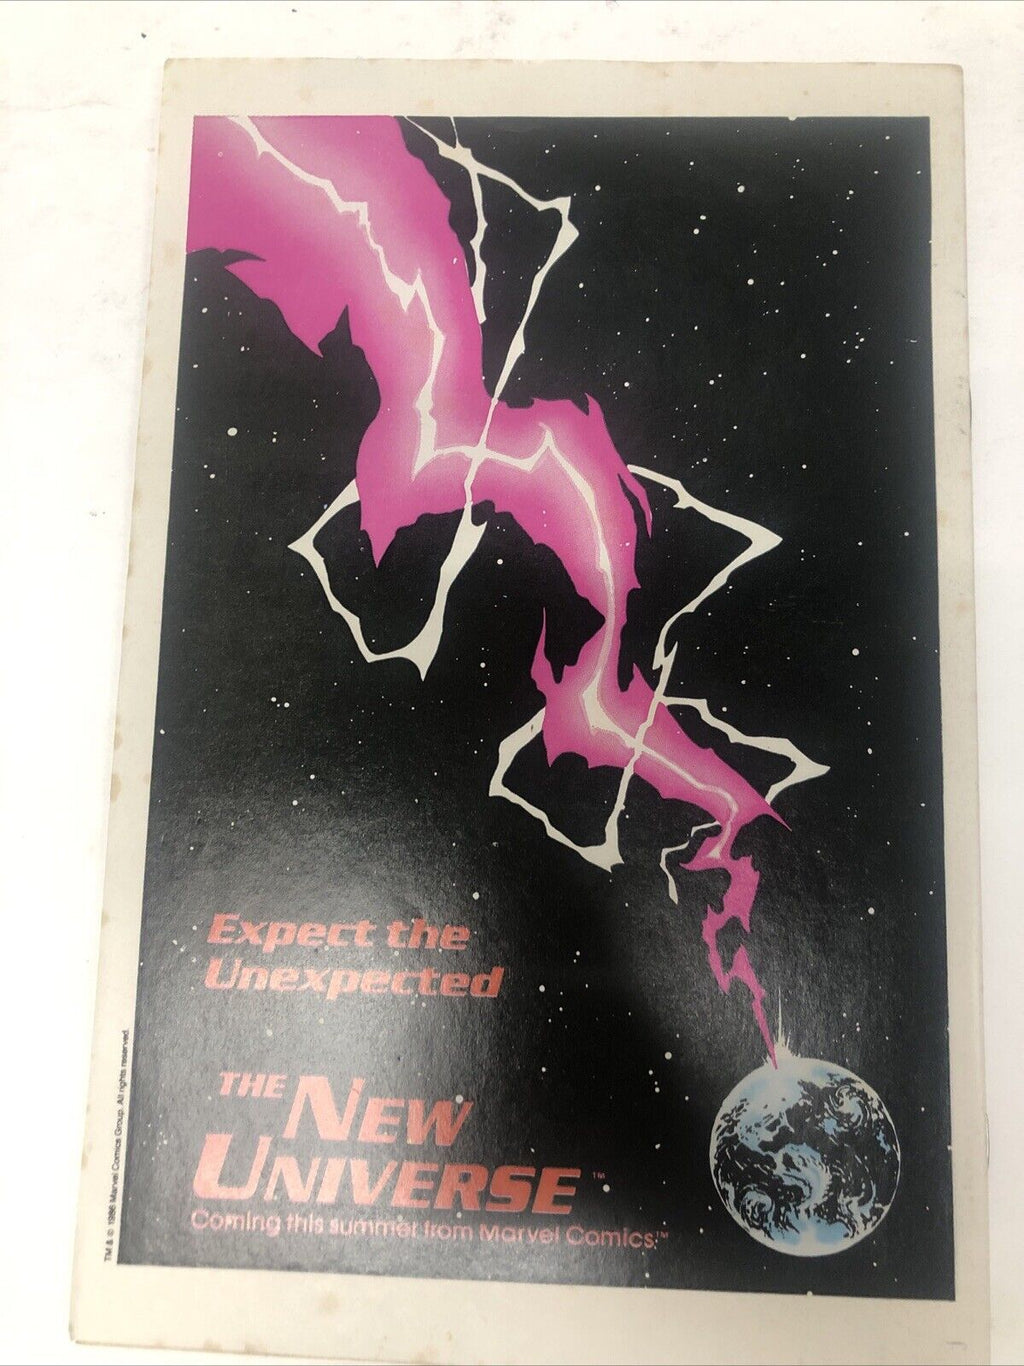 Expect the
Unexpected
THE NEW
UNIVERSE™
Coming this summer from Marvel Comics.™
TM & © 1986 Marvel Comics Group. All rights reserved.